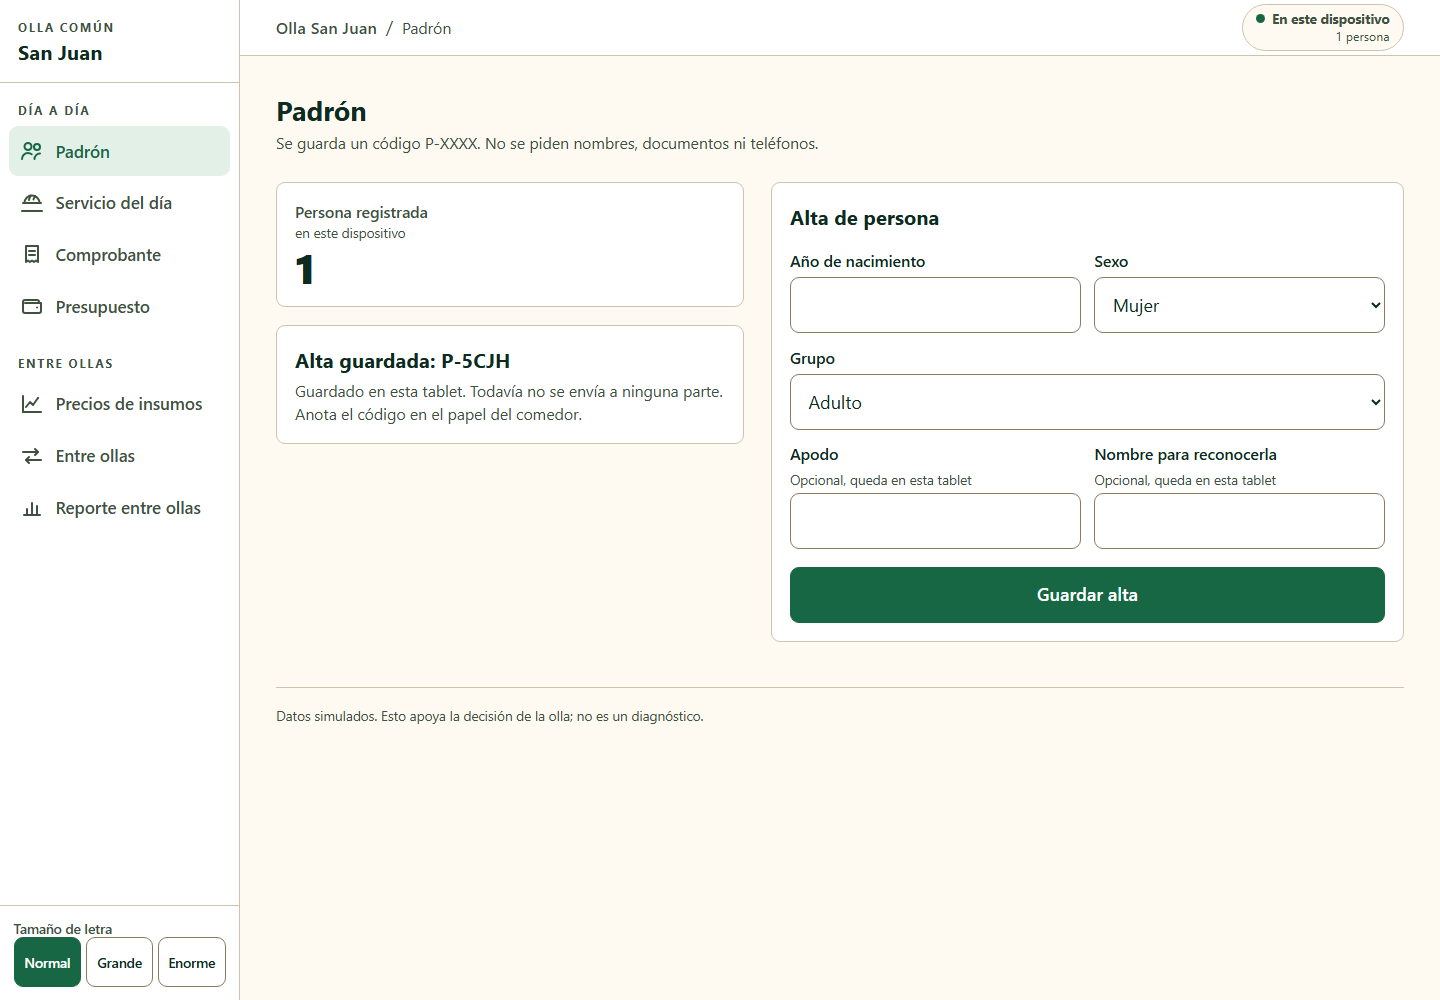 OLLA COMÚN
San Juan
DÍA A DÍA
Padrón
Servicio del día
Comprobante
Presupuesto
ENTRE OLLAS
Precios de insumos
Entre ollas
Reporte entre ollas
Tamaño de letra
Normal
Grande
Enorme
Olla San Juan / Padrón
En este dispositivo
1 persona
Padrón
Se guarda un código P-XXXX. No se piden nombres, documentos ni teléfonos.
Persona registrada
en este dispositivo
1
Alta guardada: P-5CJH
Guardado en esta tablet. Todavía no se envía a ninguna parte.
Anota el código en el papel del comedor.
Alta de persona
Año de nacimiento
Sexo
Mujer
Grupo
Adulto
Apodo
Opcional, queda en esta tablet
Nombre para reconocerla
Opcional, queda en esta tablet
Guardar alta
Datos simulados. Esto apoya la decisión de la olla; no es un diagnóstico.